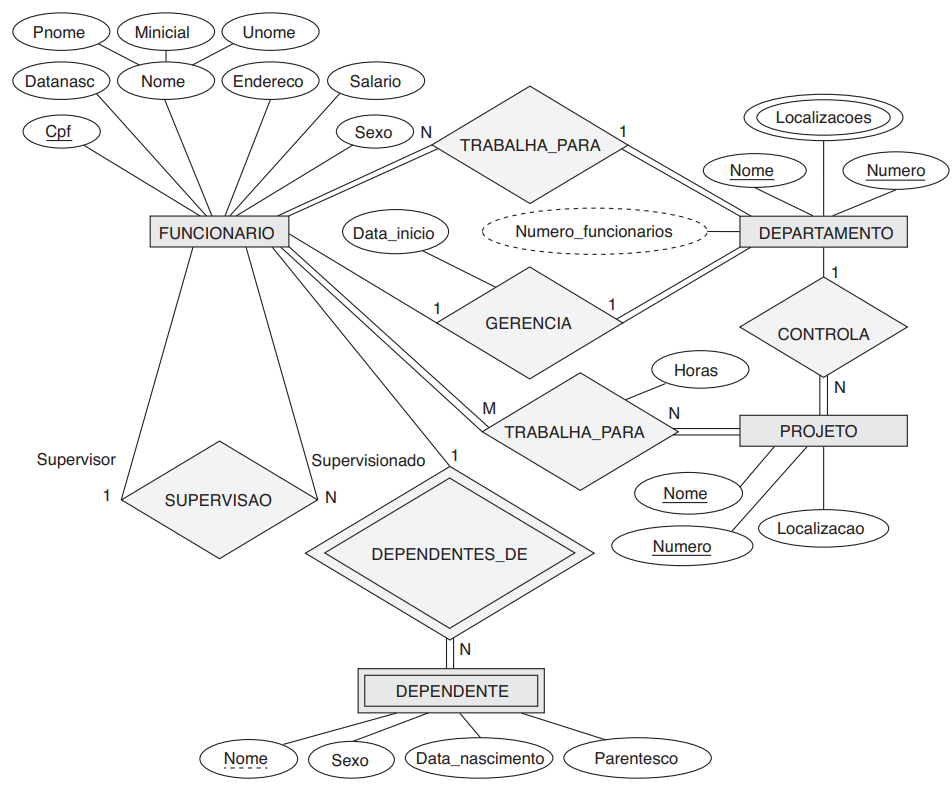 Pnome
Minicial
Unome
Datanasc
Nome
Endereco
Salario
Cpf
Sexo
N
TRABALHA_PARA
1
Localizacoes
Nome
Numero
FUNCIONARIO
Data_inicio
Numero_funcionarios
DEPARTAMENTO
1
GERENCIA
1
1
CONTROLA
N
Horas
M
TRABALHA_PARA
N
PROJETO
Supervisor
1
SUPERVISAO
Supervisionado
N
1
Nome
Numero
Localizacao
DEPENDENTES_DE
N
DEPENDENTE
Nome
Sexo
Data_nascimento
Parentesco